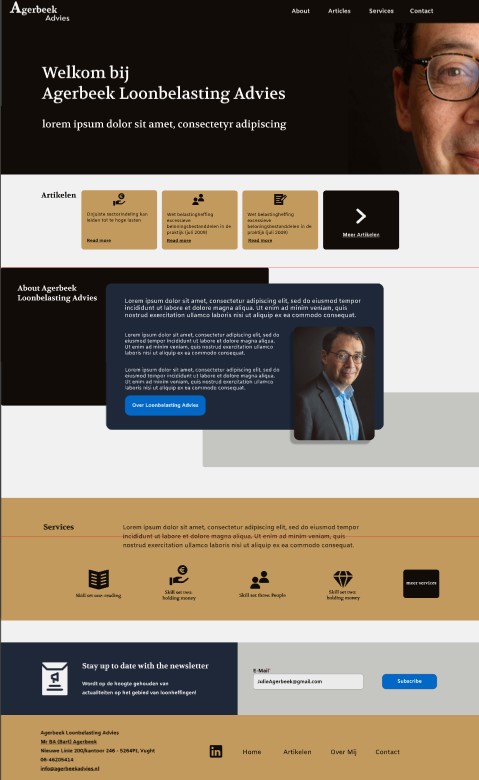 Agerbeek
Advies
About Articles Services Contact
Welkom bij
Agerbeek Loonbelasting Advies
lorem ipsum dolor sit amet, consectetyr adipiscing
Artikelen
Onjuiste sectorindeling kan
leiden tot te hoge lasten
Read more
Wet belastingheffing
excessieve
beloningsbestanddelen in de
praktijk (juli 2009)
Read more
Wet belastingheffing
excessieve
beloningsbestanddelen in de
praktijk (juli 2009)
Read more
Meer Artikelen
About Agerbeek
Loonbelasting Advies
Lorem ipsum dolor sit amet, consectetur adipiscing elit, sed do eiusmod tempor
incididunt ut labore et dolore magna aliqua. Ut enim ad minim veniam, quis
nostrud exercitation ullamco laboris nisi ut aliquip ex ea commodo consequat.
Lorem ipsum dolor sit amet, consectetur adipiscing elit, sed do
eiusmod tempor incididunt ut labore et dolore magna aliqua.
Ut enim ad minim veniam, quis nostrud exercitation ullamco
laboris nisi ut aliquip ex ea commodo consequat.
Lorem ipsum dolor sit amet, consectetur adipiscing elit, sed do
eiusmod tempor incididunt ut labore et dolore magna aliqua.
Ut enim ad minim veniam, quis nostrud exercitation ullamco
laboris nisi ut aliquip ex ea commodo consequat.
Over Loonbelasting Advies
Services
Lorem ipsum dolor sit amet, consectetur adipiscing elit, sed do eiusmod tempor
incididunt ut labore et dolore magna aliqua. Ut enim ad minim veniam, quis
nostrud exercitation ullamco laboris nisi ut aliquip ex ea commodo consequat.
Skill set one: reading
Skill set two:
holding money
Skill set three: People
Skill set two:
holding money
meer services
Stay up to date with the newsletter
Wordt op de hoogte gehouden van
actualiteiten op het gebied van loonheffingen!
E-Mail*
JulieAgerbeek@gmail.com
Subscribe
Agerbeek Loonbelasting Advies
Mr BA (Bart) Agerbeek
Nieuwe Linie 200/kantoor 246 - 5264PJ, Vught
06-46205414
info@agerbeekadvies.nl
Home Artikelen Over Mij Contact